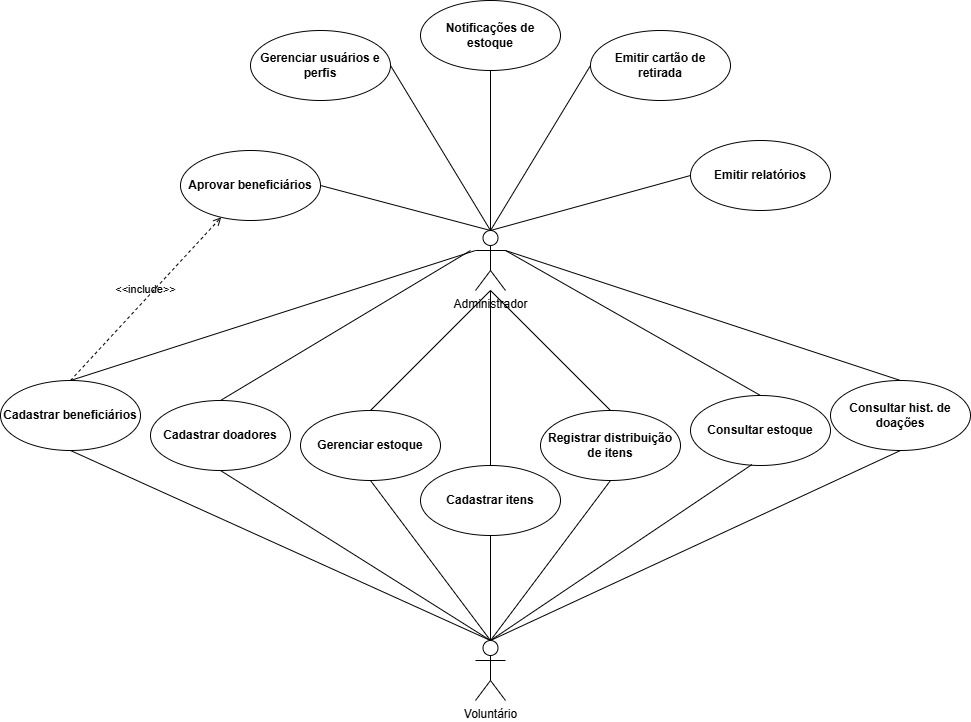 Notificações de
estoque
Gerenciar usuários e
perfis
Emitir cartão de
retirada
Aprovar beneficiários
Emitir relatórios
<<include>>
Administrador
Cadastrar beneficiários
Cadastrar doadores
Gerenciar estoque
Cadastrar itens
Registrar distribuição
de itens
Consultar estoque
Consultar hist. de
doações
Voluntário